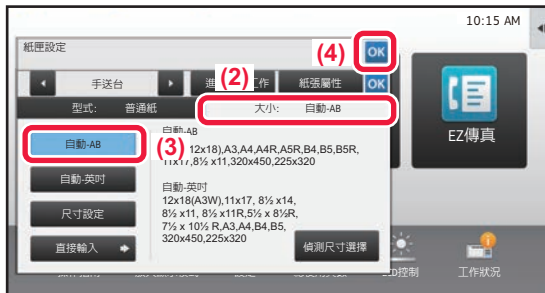 10:15 AM
紙匣設定
(4)
OK
手送台
(2)
工作
紙張屬性
OK
型式: 普通紙
大小: 自動-AB
自動-AB
(3)
自動-AB
12x18),A3,A4,A4R,A5R,B4,B5,B5R,
11x17,8½ x11,320x450,225x320
自動-英吋
自動-英吋
12x18(A3W),11x17, 8½ x14,
8½ x11, 8½ x11R,5½ x 8½R,
7½ x 10½ R,A3,A4,B4,B5,
320x450,225x320
尺寸設定
直接輸入
偵測尺寸選擇
EZ傳真
控制
工作狀況